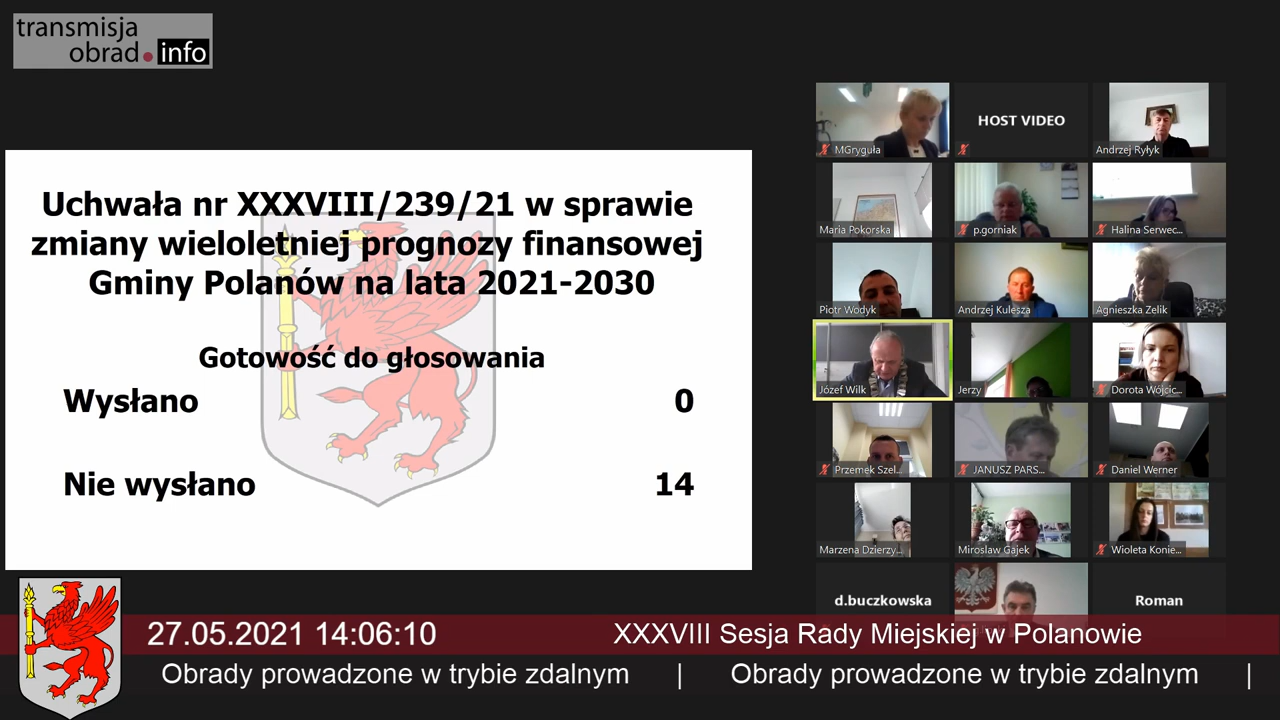 transmisja
obrad.info
Uchwała nr XXXVIII/239/21 w sprawie
zmiany wieloletniej prognozy finansowej
Gminy Polanów na lata 2021-2030
Gotowość do głosowania
Wysłano 0
Nie wysłano 14
MGryguła
HOST VIDEO
Andrzej Ryłyk
Maria Pokorska
p.gorniak
Halina Serwec...
Piotr Wodyk
Andrzej Kulesza
Agnieszka Zelik
Józef Wilk
Jerzy
Dorota Wójcic...
Przemek Szel...
JANUSZ PARS...
Daniel Werner
Marzena Dzierzy...
Miroslaw Gajek
Wioleta Konie...
d.buczkowska
Roman
27.05.2021 14:06:10 XXXVIII Sesja Rady Miejskiej w Polanowie
Obrady prowadzone w trybie zdalnym | Obrady prowadzone w trybie zdalnym |